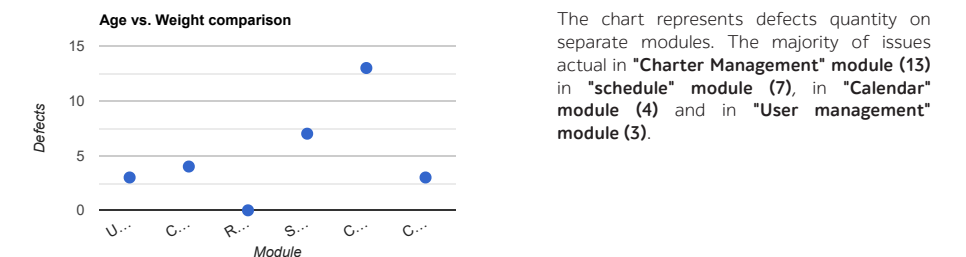 Age vs. Weight comparison
15
10
5
0
Defects
U...
C...
R...
S...
C...
C...
Module
The chart represents defects quantity on
separate modules. The majority of issues
actual in "Charter Management" module (13)
in "schedule" module (7), in "Calendar"
module (4) and in "User management"
module (3).